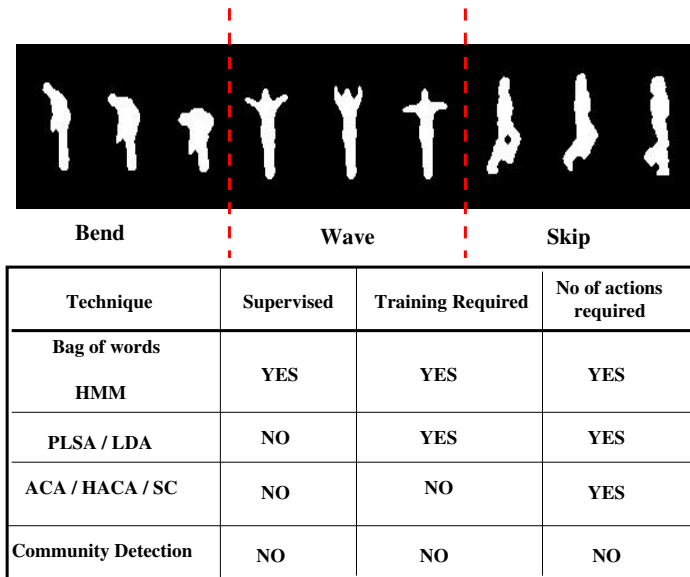 Bend Wave Skip
Technique Supervised Training Required No of actions required
Bag of words
HMM YES YES YES
PLSA / LDA NO YES YES
ACA / HACA / SC NO NO YES
Community Detection NO NO NO